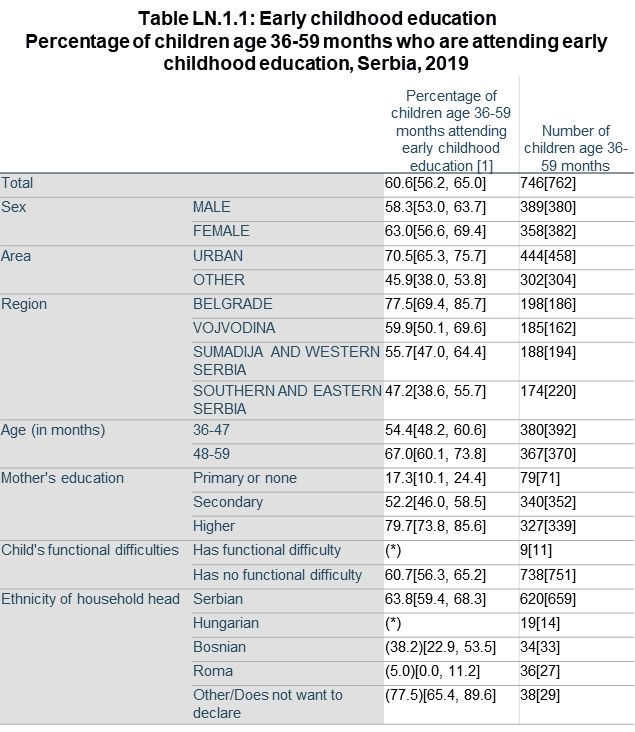 Table LN.1.1: Early childhood education
Percentage of children age 36-59 months who are attending early
childhood education, Serbia, 2019
Percentage of
children age 36-59
months attending
early childhood
education [1]
Number of
children age 36-
59 months
Total 60.6[56.2, 65.0] 746[762]
Sex MALE 58.3[53.0, 63.7] 389[380]
FEMALE 63.0[56.6, 69.4] 358[382]
Area URBAN 70.5[65.3, 75.7] 444[458]
OTHER 45.9[38.0, 53.8] 302[304]
Region BELGRADE 77.5[69.4, 85.7] 198[186]
VOJVODINA 59.9[50.1, 69.6] 185[162]
SUMADIJA AND WESTERN 55.7[47.0, 64.4] 188[194]
SERBIA
SOUTHERN AND EASTERN 47.2[38.6, 55.7] 174[220]
SERBIA
Age (in months) 36-47 54.4[48.2, 60.6] 380[392]
48-59 67.0[60.1, 73.8] 367[370]
Mother's education Primary or none 17.3[10.1, 24.4] 79[71]
Secondary 52.2[46.0, 58.5] 340[352]
Higher 79.7[73.8, 85.6] 327[339]
Child's functional difficulties Has functional difficulty (*) 9[11]
Has no functional difficulty 60.7[56.3, 65.2] 738[751]
Ethnicity of household head Serbian 63.8[59.4, 68.3] 620[659]
Hungarian (*) 19[14]
Bosnian (38.2)[22.9, 53.5] 34[33]
Roma (5.0)[0.0, 11.2] 36[27]
Other/Does not want to (77.5)[65.4, 89.6] 38[29]
declare